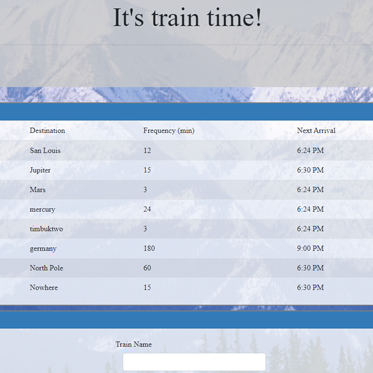 It's train time!
Destination Frequency (min) Next Arrival
San Louis 12 6:24 PM
Jupiter 15 6:30 PM
Mars 3 6:24 PM
mercury 24 6:24 PM
timbuktwo 3 6:24 PM
germany 180 9:00 PM
North Pole 60 6:30 PM
Nowhere 15 6:30 PM
Train Name